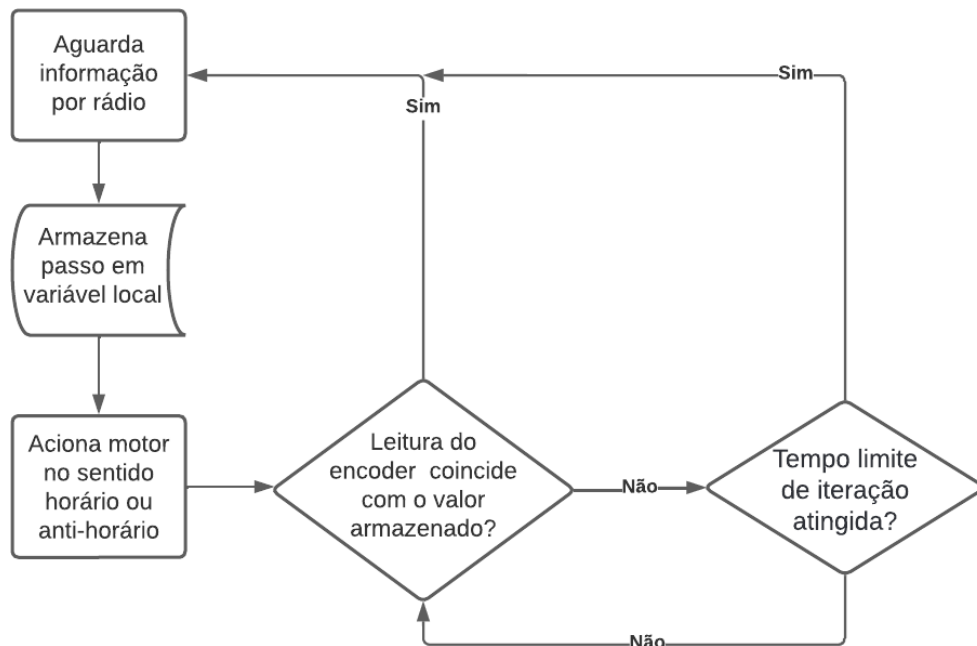 Aguarda
informação
por rádio
Armazena
passo em
variável local
Aciona motor
no sentido
horário ou
anti-horário
Leitura do
encoder coincide
com o valor
armazenado?
Sim
Não
Tempo limite
de iteração
atingida?
Sim
Não